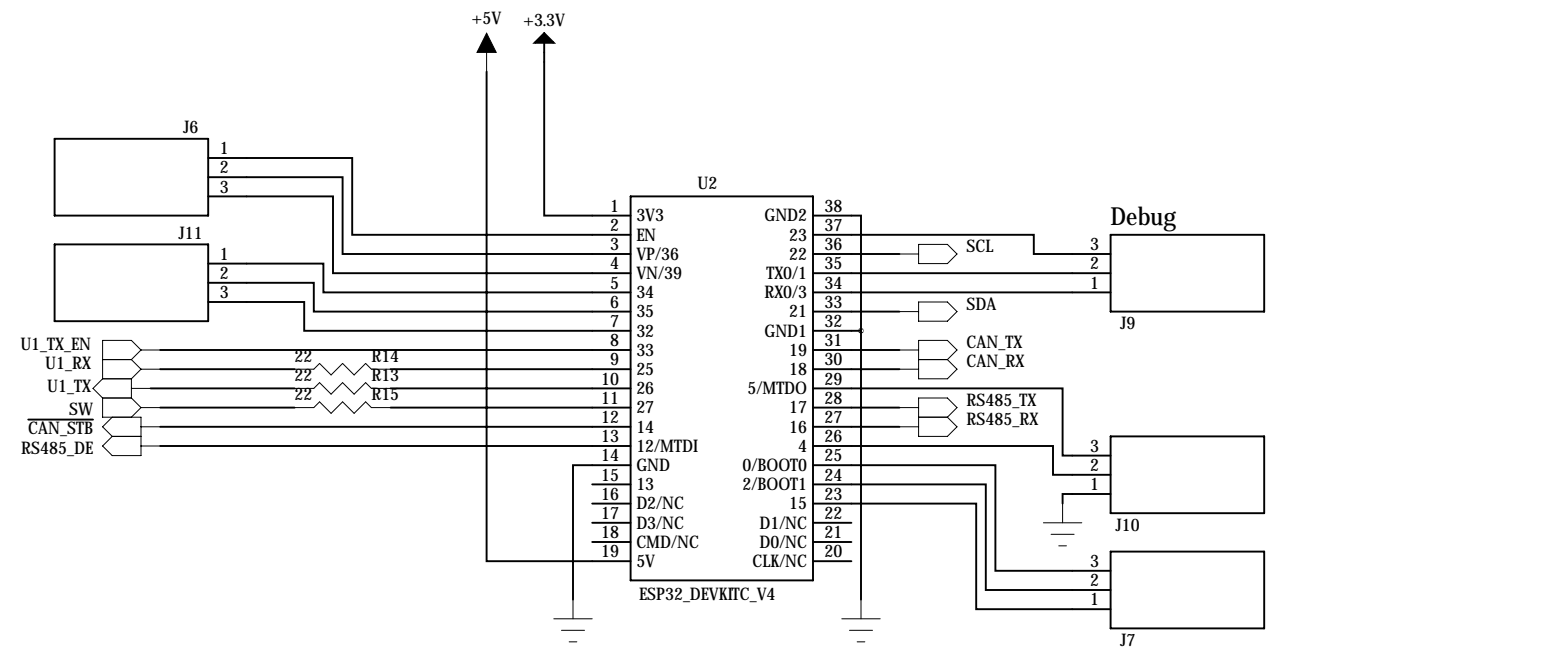 +5V
+3.3V
J6
1
2
3
J11
1
2
3
U1_TX_EN
U1_RX
U1_TX
SW
CAN_STB
RS485_DE
22 R14
22 R13
22 R15
U2
1 3V3
2 EN
3 VP/36
4 VN/39
5 34
6 35
7 32
8 33
9 25
10 26
11 27
12 14
13 12/MTDI
14 GND
15 13
16 D2/NC
17 D3/NC
18 CMD/NC
19 5V
GND2 38
23 37
22 36
TX0/1 35
RX0/3 34
21 33
GND1 32
19 31
18 30
5/MTDO 29
17 28
16 27
4 26
0/BOOT0 25
2/BOOT1 24
15 23
D1/NC 22
D0/NC 21
CLK/NC 20
ESP32_DEVKITC_V4
SCL
SDA
CAN_TX
CAN_RX
RS485_TX
RS485_RX
Debug
3
2
1
J9
3
2
1
J10
3
2
1
J7